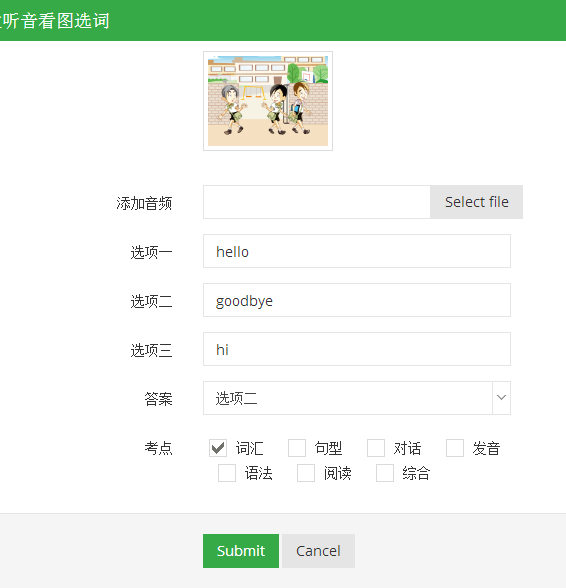 听音看图选词
添加音频 Select file
选项一 hello
选项二 goodbye
选项三 hi
答案 选项二
考点 词汇 句型 对话 发音
语法 阅读 综合
Submit Cancel